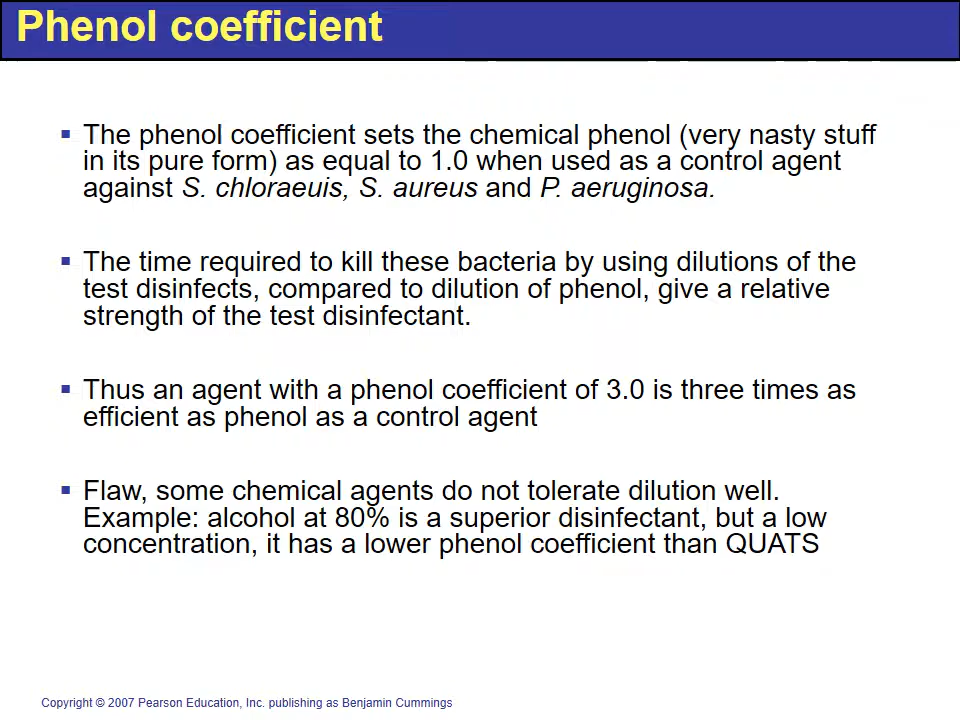 Phenol coefficient
▪ The phenol coefficient sets the chemical phenol (very nasty stuff
in its pure form) as equal to 1.0 when used as a control agent
against S. chloraeuis, S. aureus and P. aeruginosa.
▪ The time required to kill these bacteria by using dilutions of the
test disinfects, compared to dilution of phenol, give a relative
strength of the test disinfectant.
▪ Thus an agent with a phenol coefficient of 3.0 is three times as
efficient as phenol as a control agent
▪ Flaw, some chemical agents do not tolerate dilution well.
Example: alcohol at 80% is a superior disinfectant, but a low
concentration, it has a lower phenol coefficient than QUATS
Copyright © 2007 Pearson Education, Inc. publishing as Benjamin Cummings